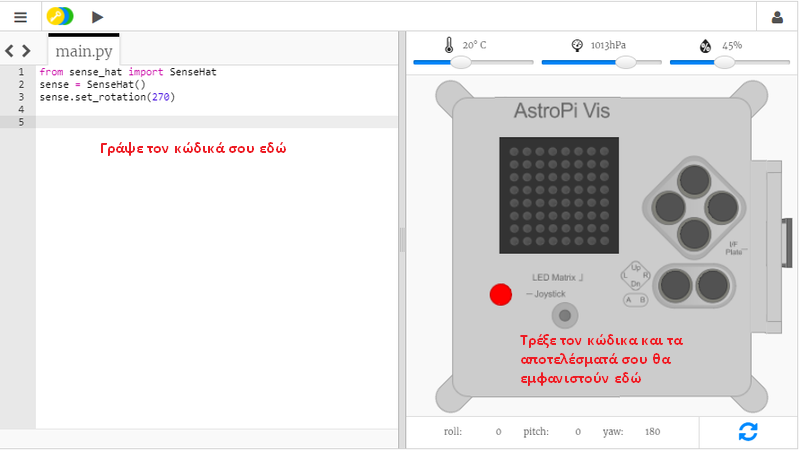 main.py
1 from sense_hat import SenseHat
2 sense = SenseHat()
3 sense.set_rotation(270)
4
5
Γράψε τον κώδικά σου εδώ
20° C
1013hPa
45%
AstroPi Vis
I/F
Plate
LED Matrix
Joystick
Up
L R
Dn
A B
Τρέξε τον κώδικα και τα
αποτελέσματά σου θα
εμφανιστούν εδώ
roll: 0 pitch: 0 yaw: 180